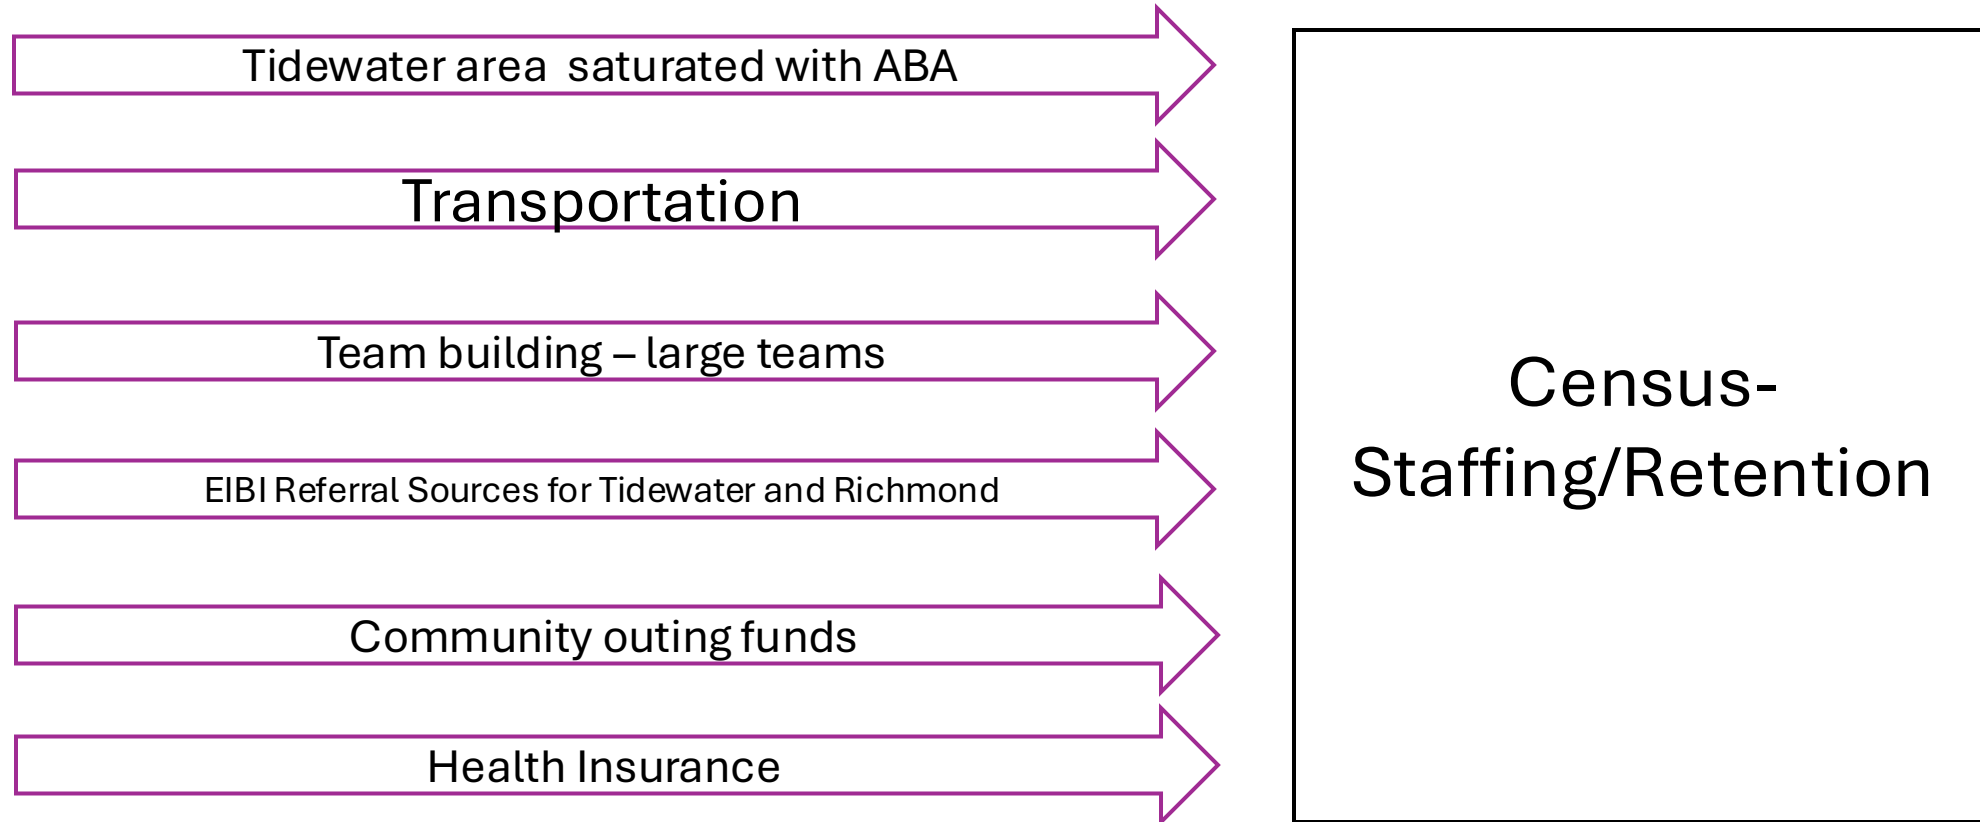 Tidewater area  saturated with ABA
Transportation
Team building – large teams
EIBI Referral Sources for Tidewater and Richmond
Community outing funds
Health Insurance
Census-
Staffing/Retention